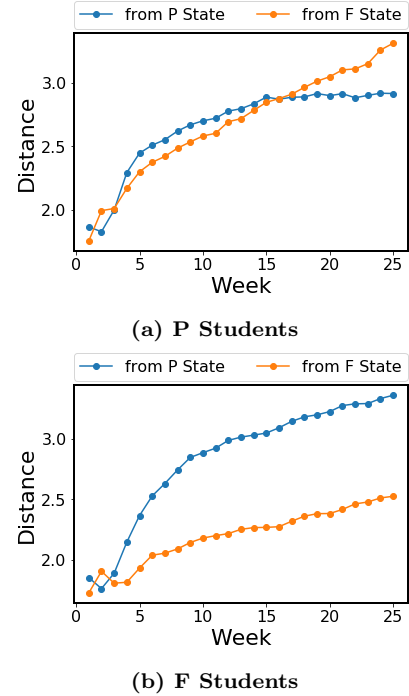 from P State from F State
3.0
2.5
2.0
Distance
0 5 10 15 20 25
Week
(a) P Students
from P State from F State
3.0
2.5
2.0
Distance
0 5 10 15 20 25
Week
(b) F Students